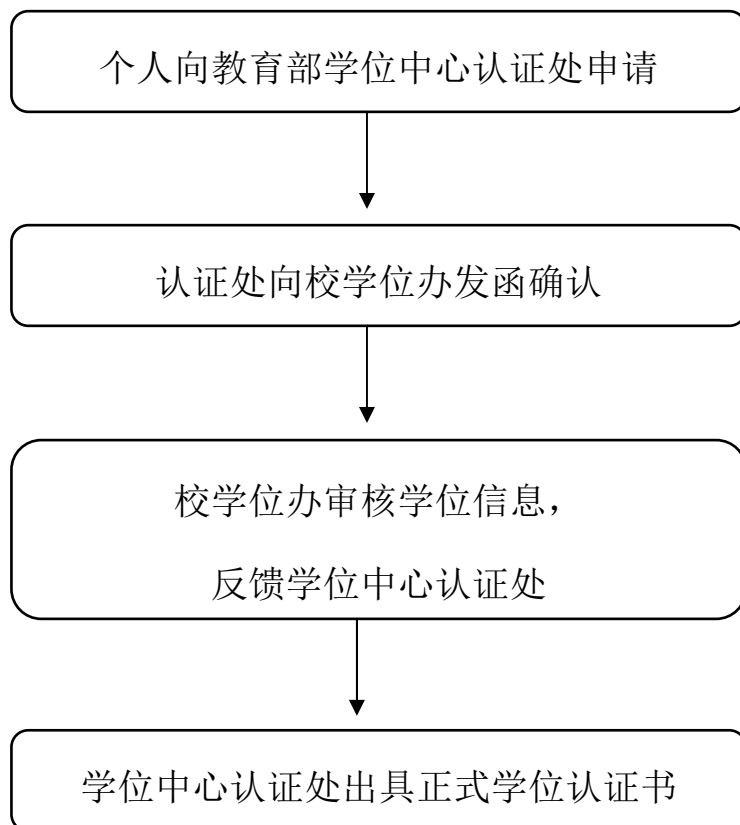 个人向教育部学位中心认证处申请
认证处向校学位办发函确认
校学位办审核学位信息，
反馈学位中心认证处
学位中心认证处出具正式学位认证书